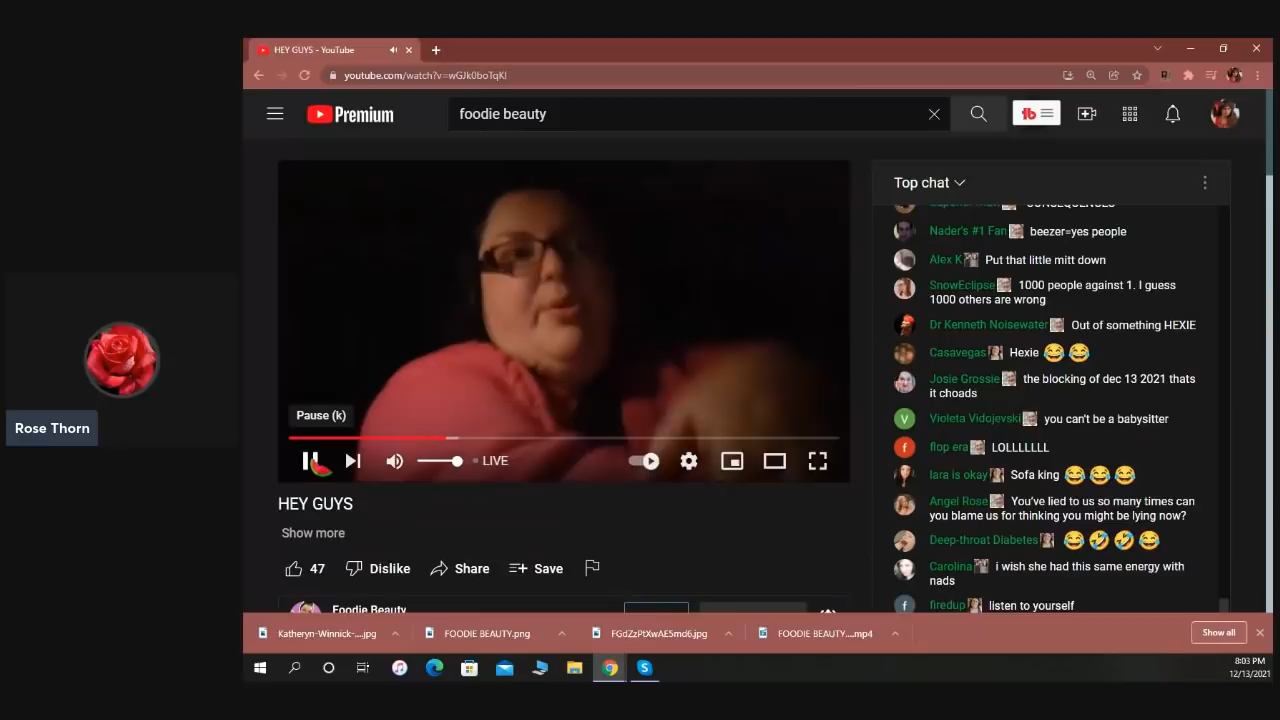 HEY GUYS - YouTube
youtube.com/watch?v=wGJk0boTqKI
Premium
foodie beauty
Top chat
Nader's #1 Fan beezer=yes people
Alex K Put that little mitt down
SnowEclipse 1000 people against 1. I guess
1000 others are wrong
Dr Kenneth Noisewater Out of something HEXIE
Casavegas Hexie 😂😂
Josie Grossie the blocking of dec 13 2021 thats
it choads
Violeta Vidojevski you can't be a babysitter
flop era LOLLLLLLL
lara is okay Sofa king 😂😂😂
Angel Rose You've lied to us so many times can
you blame us for thinking you might be lying now?
Deep-throat Diabetes 😂🤣🤣😂
Carolina i wish she had this same energy with
nads
firedup listen to yourself
Pause (k)
LIVE
Rose Thorn
HEY GUYS
Show more
47
Dislike
Share
Save
Foodie Beauty
Katheryn-Winnick-....jpg
FOODIE BEAUTY.png
FGdZzPtXwAE5md6.jpg
FOODIE BEAUTY....mp4
Show all
8:03 PM
12/13/2021